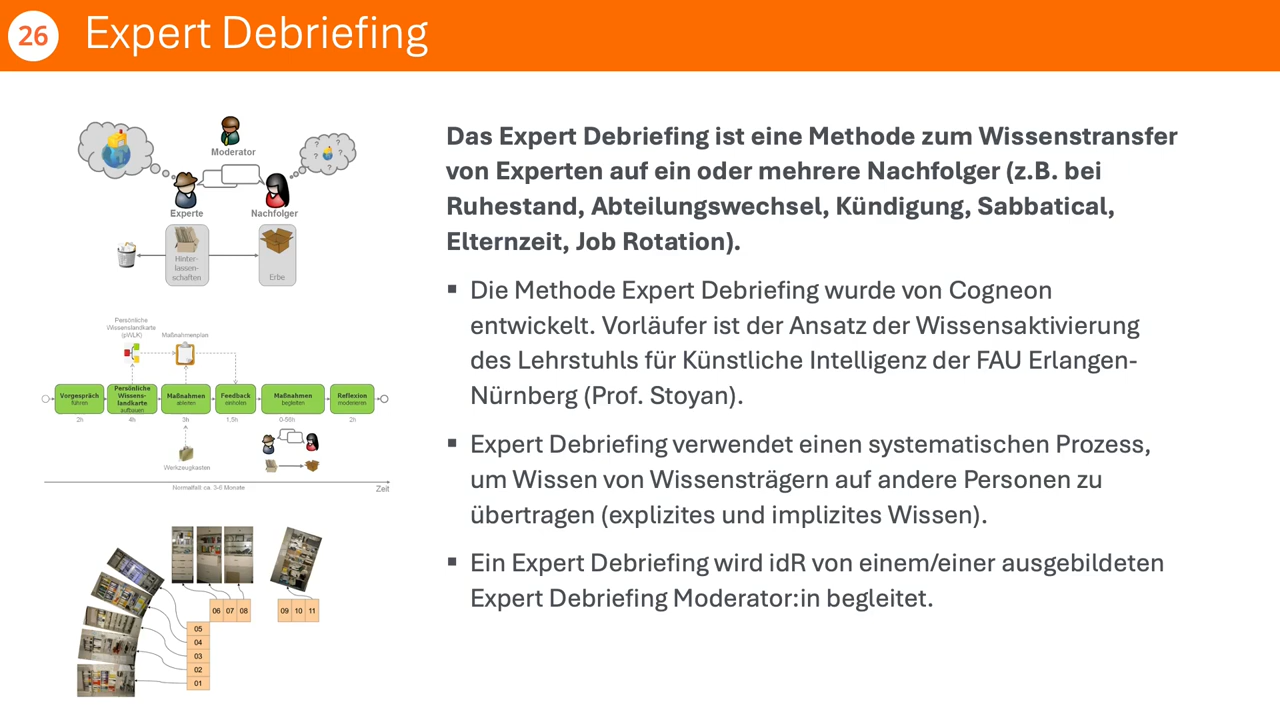 26
Expert Debriefing
Moderator
Experte
Nachfolger
Hinter-
lassen-
schaften
Erbe
Das Expert Debriefing ist eine Methode zum Wissenstransfer
von Experten auf ein oder mehrere Nachfolger (z.B. bei
Ruhestand, Abteilungswechsel, Kündigung, Sabbatical,
Elternzeit, Job Rotation).
▪ Die Methode Expert Debriefing wurde von Cogneon
entwickelt. Vorläufer ist der Ansatz der Wissensaktivierung
des Lehrstuhls für Künstliche Intelligenz der FAU Erlangen-
Nürnberg (Prof. Stoyan).
▪ Expert Debriefing verwendet einen systematischen Prozess,
um Wissen von Wissensträgern auf andere Personen zu
übertragen (explizites und implizites Wissen).
▪ Ein Expert Debriefing wird idR von einem/einer ausgebildeten
Expert Debriefing Moderator:in begleitet.
Persönliche
Wissenslandkarte
(pWLK)
Maßnahmenplan
Vorgespräch
führen
Persönliche
Wissens-
landkarte
aufbauen
Maßnahmen
ableiten
Feedback
einholen
Maßnahmen
begleiten
Reflexion
moderieren
2h
4h
3h
1,5h
0-50h
2h
Werkzeugkasten
Normalfall ca. 3-6 Monate
Zeit
06 07 08
09 10 11
05
04
03
02
01
? ? ? ? ?